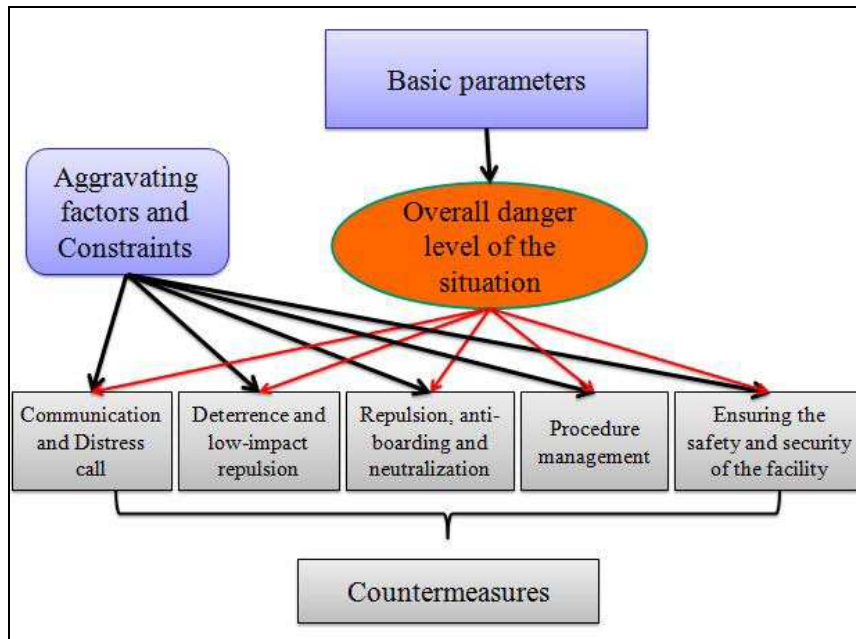 Basic parameters
Aggravating
factors and
Constraints
Overall danger
level of the
situation
Communication
and Distress
call
Deterrence and
low-impact
repulsion
Repulsion, anti-
boarding and
neutralization
Procedure
management
Ensuring the
safety and security
of the facility
Countermeasures